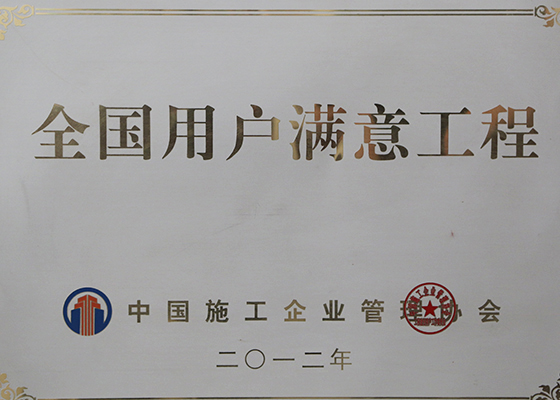 全国用户满意工程
中国施工企业管理协会
二〇一二年